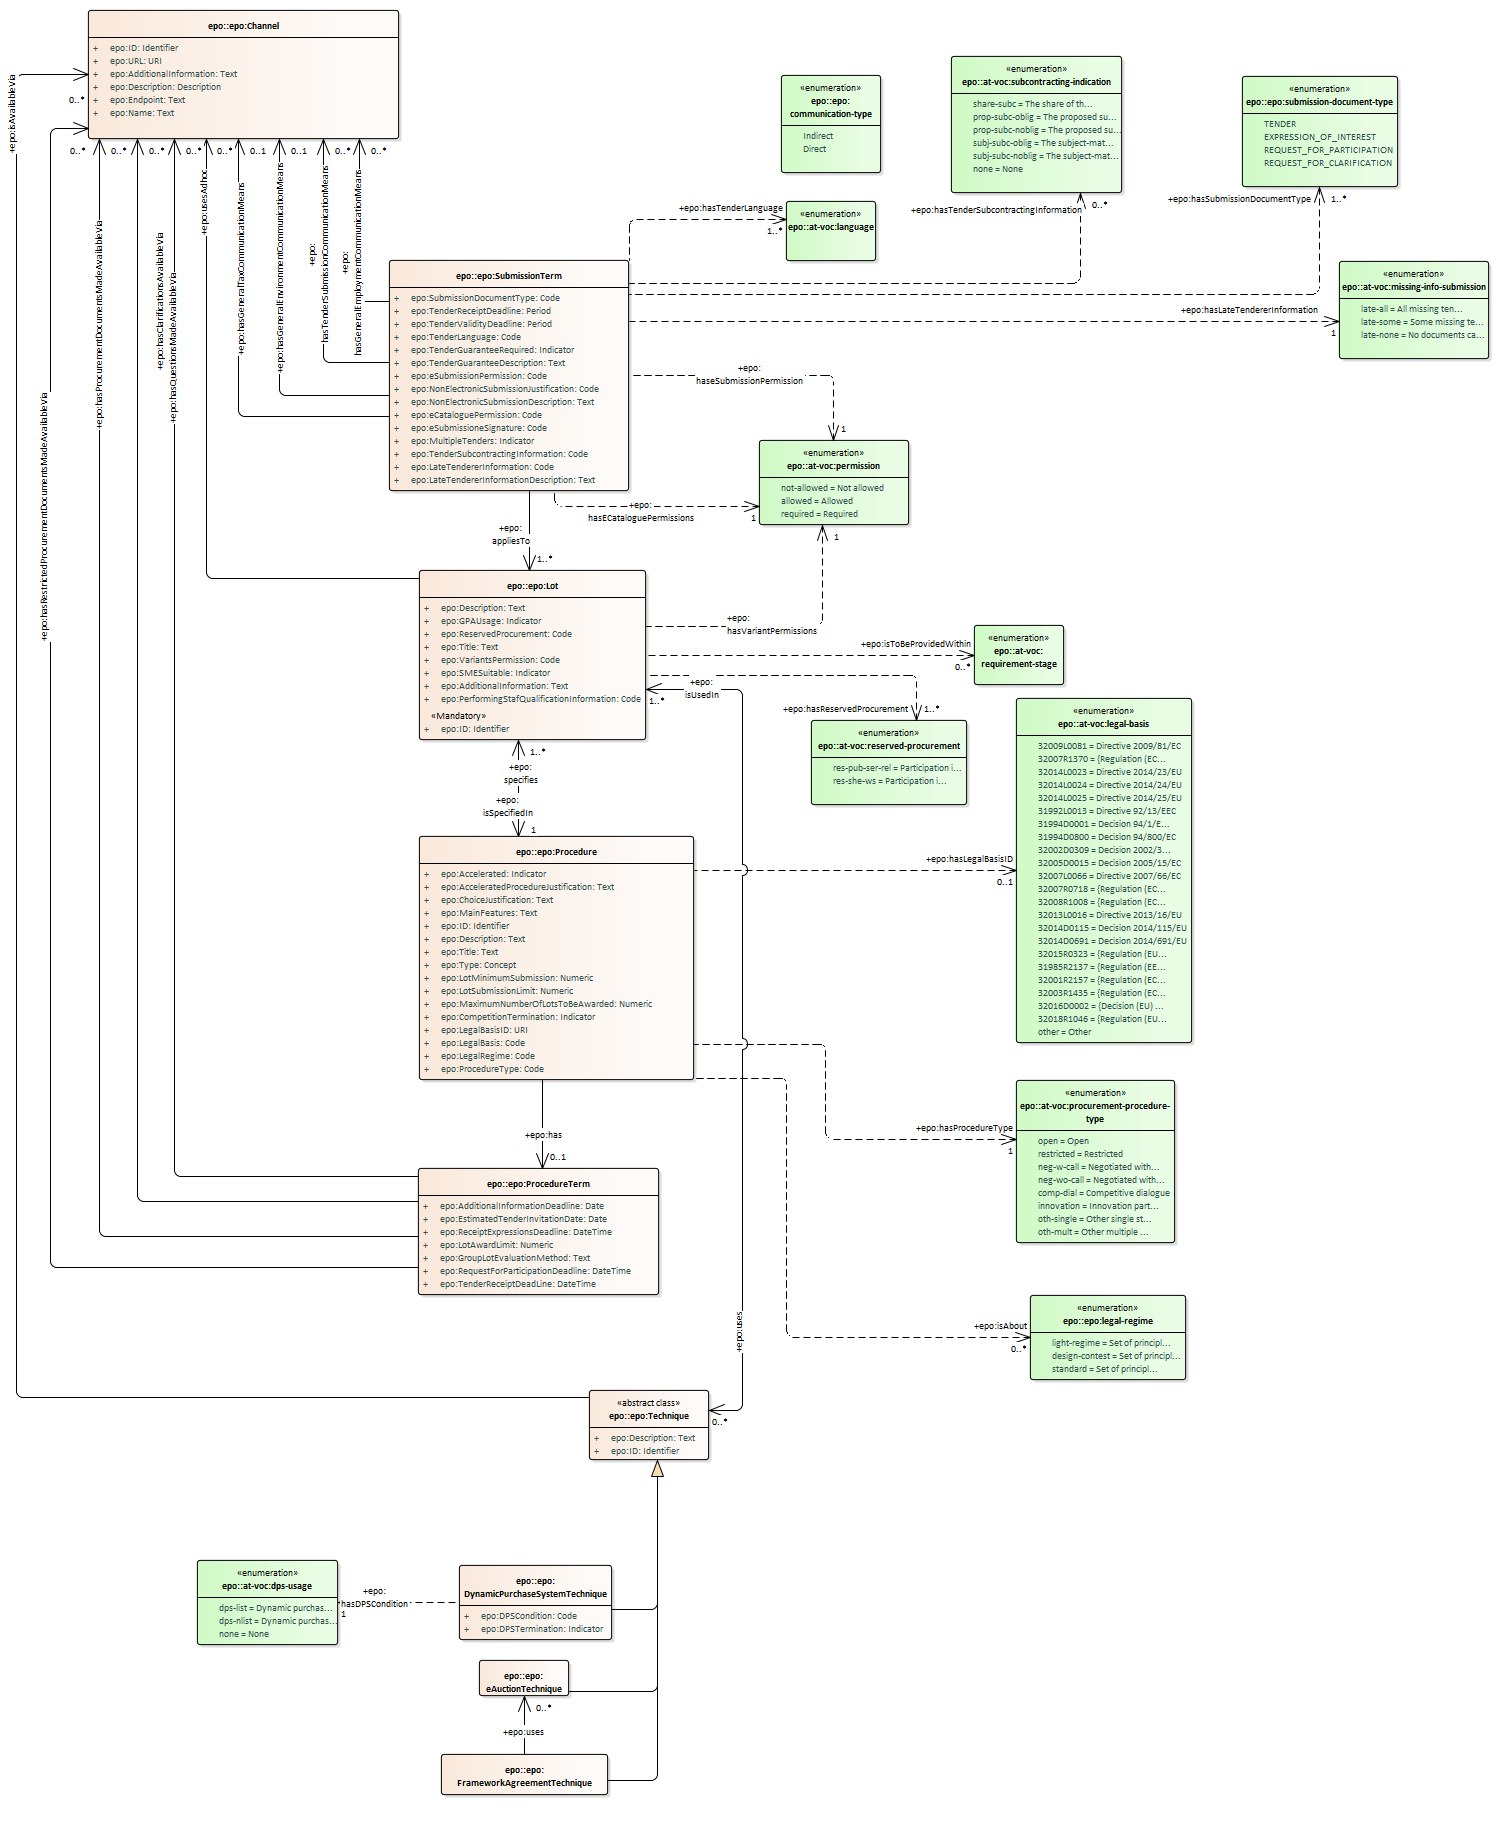 epo::epo:Channel
+ epo:ID: Identifier
+ epo:URL: URI
+ epo:AdditionalInformation: Text
+ epo:Description: Description
+ epo:Endpoint: Text
+ epo:Name: Text
+epo:isAvailableVia
0..*
0..*
0..*
0..*
0..*
0..*
0..1
0..1
0..*
0..*
+epo:hasRestrictedProcurementDocumentsMadeAvailableVia
+epo:hasProcurementDocumentsMadeAvailableVia
+epo:hasClarificationsAvailableVia
+epo:hasQuestionsMadeAvailableVia
+epo:usesAdhoc
+epo:hasGeneralTaxCommunicationMeans
+epo:hasGeneralEnvironmentCommunicationMeans
+epo:
hasTenderSubmissionCommunicationMeans
+epo:
hasGeneralEmploymentCommunicationMeans
«enumeration»
epo::epo:
communication-type
Indirect
Direct
«enumeration»
epo::at-voc:subcontracting-indication
share-subc = The share of th...
prop-subc-oblig = The proposed su...
prop-subc-noblig = The proposed su...
subj-subc-oblig = The subject-mat...
subj-subc-noblig = The subject-mat...
none = None
«enumeration»
epo::epo:submission-document-type
TENDER
EXPRESSION_OF_INTEREST
REQUEST_FOR_PARTICIPATION
REQUEST_FOR_CLARIFICATION
+epo:hasTenderLanguage
1..*
«enumeration»
epo::at-voc:language
+epo:hasTenderSubcontractingInformation
0..*
+epo:hasSubmissionDocumentType
1..*
«enumeration»
epo::at-voc:missing-info-submission
late-all = All missing ten...
late-some = Some missing te...
late-none = No documents ca...
+epo:hasLateTendererInformation
1
epo::epo:SubmissionTerm
+ epo:SubmissionDocumentType: Code
+ epo:TenderReceiptDeadline: Period
+ epo:TenderValidityDeadline: Period
+ epo:TenderLanguage: Code
+ epo:TenderGuaranteeRequired: Indicator
+ epo:TenderGuaranteeDescription: Text
+ epo:eSubmissionPermission: Code
+ epo:NonElectronicSubmissionJustification: Code
+ epo:NonElectronicSubmissionDescription: Text
+ epo:eCataloguePermission: Code
+ epo:eSubmissioneSignature: Code
+ epo:MultipleTenders: Indicator
+ epo:TenderSubcontractingInformation: Code
+ epo:LateTendererInformation: Code
+ epo:LateTendererInformationDescription: Text
+epo:
haseSubmissionPermission
1
«enumeration»
epo::at-voc:permission
not-allowed = Not allowed
allowed = Allowed
required = Required
+epo:
hasECataloguePermissions
1
+epo:
appliesTo
1..*
1
+epo:
hasVariantPermissions
epo::epo:Lot
+ epo:Description: Text
+ epo:GPAUsage: Indicator
+ epo:ReservedProcurement: Code
+ epo:Title: Text
+ epo:VariantsPermission: Code
+ epo:SMESuitable: Indicator
+ epo:AdditionalInformation: Text
+ epo:PerformingStafQualificationInformation: Code
«Mandatory»
+ epo:ID: Identifier
+epo:isToBeProvidedWithin
0..*
«enumeration»
epo::at-voc:
requirement-stage
+epo:
isUsedIn
1..*
+epo:hasReservedProcurement
1..*
«enumeration»
epo::at-voc:reserved-procurement
res-pub-ser-rel = Participation i...
res-she-ws = Participation i...
«enumeration»
epo::at-voc:legal-basis
32009L0081 = Directive 2009/81/EC
32007R1370 = {Regulation (EC...
32014L0023 = Directive 2014/23/EU
32014L0024 = Directive 2014/24/EU
32014L0025 = Directive 2014/25/EU
31992L0013 = Directive 92/13/EEC
31994D0001 = Decision 94/1/E...
31994D0800 = Decision 94/800/EC
32002D0309 = Decision 2002/3...
32005D0015 = Decision 2005/15/EC
32007L0066 = Directive 2007/66/EC
32007R0718 = {Regulation (EC...
32008R1008 = {Regulation (EC...
32013L0016 = Directive 2013/16/EU
32014D0115 = Decision 2014/115/EU
32014D0691 = Decision 2014/691/EU
32015R0323 = {Regulation (EU...
31985R2137 = {Regulation (EE...
32001R2157 = {Regulation (EC...
32003R1435 = {Regulation (EC...
32016D0002 = {Decision (EU) ...
32018R1046 = {Regulation (EU...
other = Other
1..*
+epo:
specifies
+epo:
isSpecifiedIn
1
+epo:hasLegalBasisID
0..1
epo::epo:Procedure
+ epo:Accelerated: Indicator
+ epo:AcceleratedProcedureJustification: Text
+ epo:ChoiceJustification: Text
+ epo:MainFeatures: Text
+ epo:ID: Identifier
+ epo:Description: Text
+ epo:Title: Text
+ epo:Type: Concept
+ epo:LotMinimumSubmission: Numeric
+ epo:LotSubmissionLimit: Numeric
+ epo:MaximumNumberOfLotsToBeAwarded: Numeric
+ epo:CompetitionTermination: Indicator
+ epo:LegalBasisID: URI
+ epo:LegalBasis: Code
+ epo:LegalRegime: Code
+ epo:ProcedureType: Code
+epo:hasProcedureType
1
«enumeration»
epo::at-voc:procurement-procedure-
type
open = Open
restricted = Restricted
neg-w-call = Negotiated with...
neg-wo-call = Negotiated with...
comp-dial = Competitive dialogue
innovation = Innovation part...
oth-single = Other single st...
oth-mult = Other multiple ...
+epo:has
0..1
epo::epo:ProcedureTerm
+ epo:AdditionalInformationDeadline: Date
+ epo:EstimatedTenderInvitationDate: Date
+ epo:ReceiptExpressionsDeadline: DateTime
+ epo:LotAwardLimit: Numeric
+ epo:GroupLotEvaluationMethod: Text
+ epo:RequestForParticipationDeadline: DateTime
+ epo:TenderReceiptDeadLine: DateTime
+epo:isAbout
0..*
«enumeration»
epo::epo:legal-regime
light-regime = Set of principl...
design-contest = Set of principl...
standard = Set of principl...
+epo:uses
0..*
«abstract class»
epo::epo:Technique
+ epo:Description: Text
+ epo:ID: Identifier
«enumeration»
epo::at-voc:dps-usage
dps-list = Dynamic purchas...
dps-nlist = Dynamic purchas...
none = None
+epo:
hasDPSCondition
1
epo::epo:
DynamicPurchaseSystemTechnique
+ epo:DPSCondition: Code
+ epo:DPSTermination: Indicator
epo::epo:
eAuctionTechnique
0..*
+epo:uses
epo::epo:
FrameworkAgreementTechnique